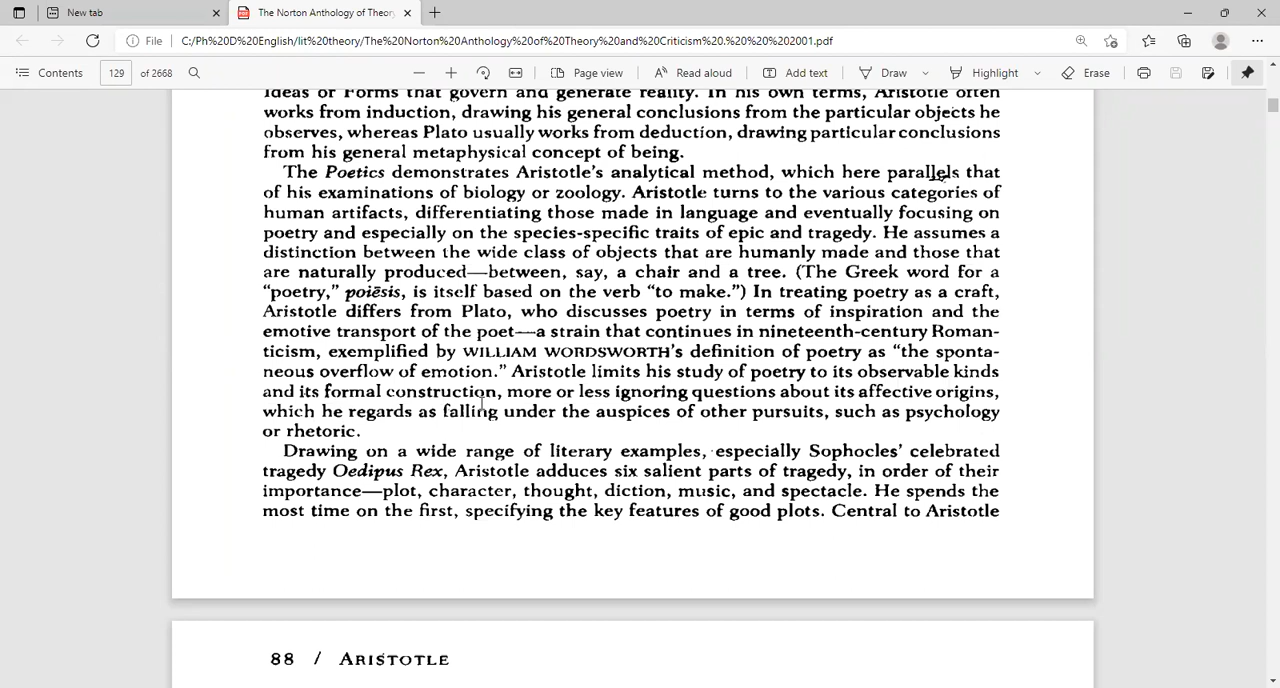 New tab
The Norton Anthology of Theory
File
C:/Ph%20D%20English/lit%20theory/The%20Norton%20Anthology%20of%20Theory%20and%20Criticism%20.%20%20%202001.pdf
Contents
129
of 2668
Page view
Read aloud
Add text
Draw
Highlight
Erase
Ideas or Forms that govern and generate reality. In his own terms, Aristotle often
works from induction, drawing his general conclusions from the particular objects he
observes, whereas Plato usually works from deduction, drawing particular conclusions
from his general metaphysical concept of being.
The Poetics demonstrates Aristotle's analytical method, which here parallels that
of his examinations of biology or zoology. Aristotle turns to the various categories of
human artifacts, differentiating those made in language and eventually focusing on
poetry and especially on the species-specific traits of epic and tragedy. He assumes a
distinction between the wide class of objects that are humanly made and those that
are naturally produced—between, say, a chair and a tree. (The Greek word for a
"poetry," poiēsis, is itself based on the verb "to make.") In treating poetry as a craft,
Aristotle differs from Plato, who discusses poetry in terms of inspiration and the
emotive transport of the poet—a strain that continues in nineteenth-century Roman-
ticism, exemplified by WILLIAM WORDSWORTH's definition of poetry as "the sponta-
neous overflow of emotion." Aristotle limits his study of poetry to its observable kinds
and its formal construction, more or less ignoring questions about its affective origins,
which he regards as falling under the auspices of other pursuits, such as psychology
or rhetoric.
Drawing on a wide range of literary examples, especially Sophocles' celebrated
tragedy Oedipus Rex, Aristotle adduces six salient parts of tragedy, in order of their
importance—plot, character, thought, diction, music, and spectacle. He spends the
most time on the first, specifying the key features of good plots. Central to Aristotle
88 / ARISTOTLE